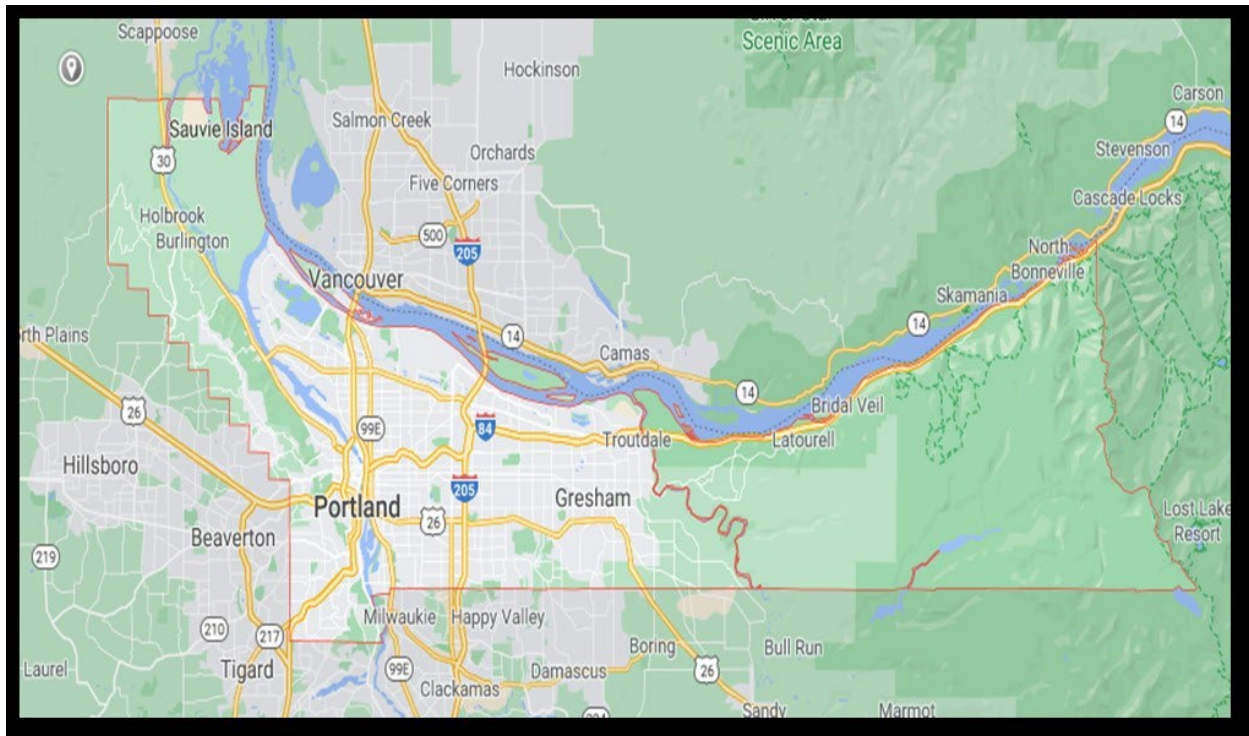 Scappoose
Scenic Area
Hockinson
Carson
14
Salmon Creek
Sauvie Island
Stevenson
Orchards
30
Five Corners
Cascade Locks
Holbrook
500
Burlington
205
North
Bonneville
Vancouver
Skamania
14
14
rth Plains
Camas
14
26
Bridal Veil
99E
84
Troutdale
Latourell
Hillsboro
205
Gresham
Portland
26
Lost Lake
Resort
Beaverton
219
Milwaukie
Happy Valley
210
217
Boring
Bull Run
Laurel
Tigard
99E
Damascus
26
Clackamas
Sandy
Marmot